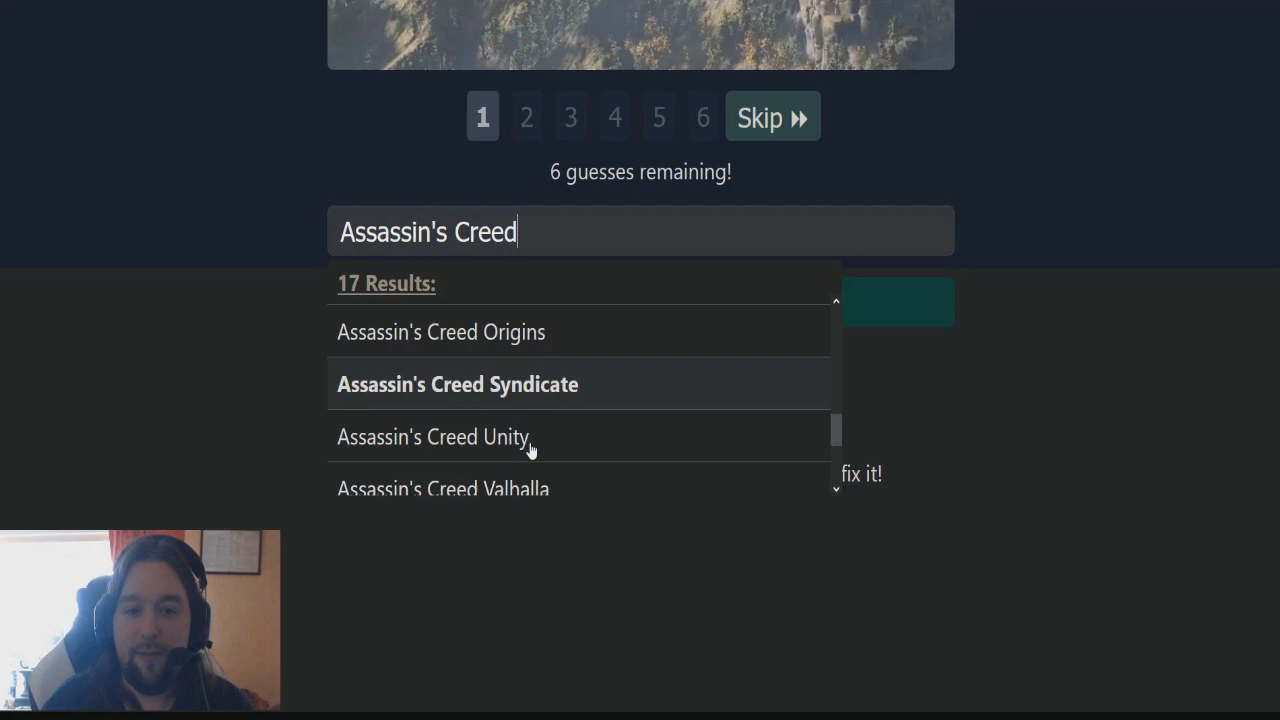 1 2 3 4 5 6 Skip
6 guesses remaining!
Assassin's Creed
17 Results:
Assassin's Creed Origins
Assassin's Creed Syndicate
Assassin's Creed Unity
fix it!
Assassin's Creed Valhalla